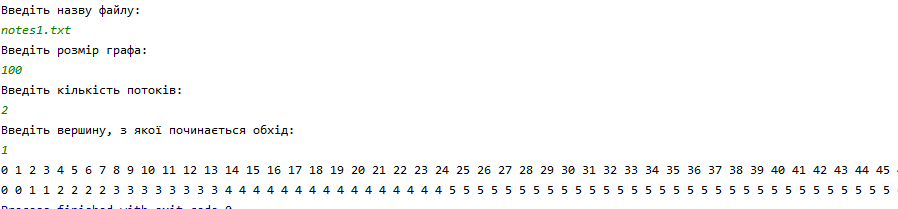 Введіть назву файлу:
notes1.txt
Введіть розмір графа:
100
Введіть кількість потоків:
2
Введіть вершину, з якої починається обхід:
1
0 1 2 3 4 5 6 7 8 9 10 11 12 13 14 15 16 17 18 19 20 21 22 23 24 25 26 27 28 29 30 31 32 33 34 35 36 37 38 39 40 41 42 43 44 45
0 0 1 1 2 2 2 2 3 3 3 3 3 3 3 3 4 4 4 4 4 4 4 4 4 4 4 4 4 4 4 4 5 5 5 5 5 5 5 5 5 5 5 5 5 5 5 5 5 5 5 5 5 5 5 5 5 5 5 5 5 5 5 5
Process finished with exit code 0